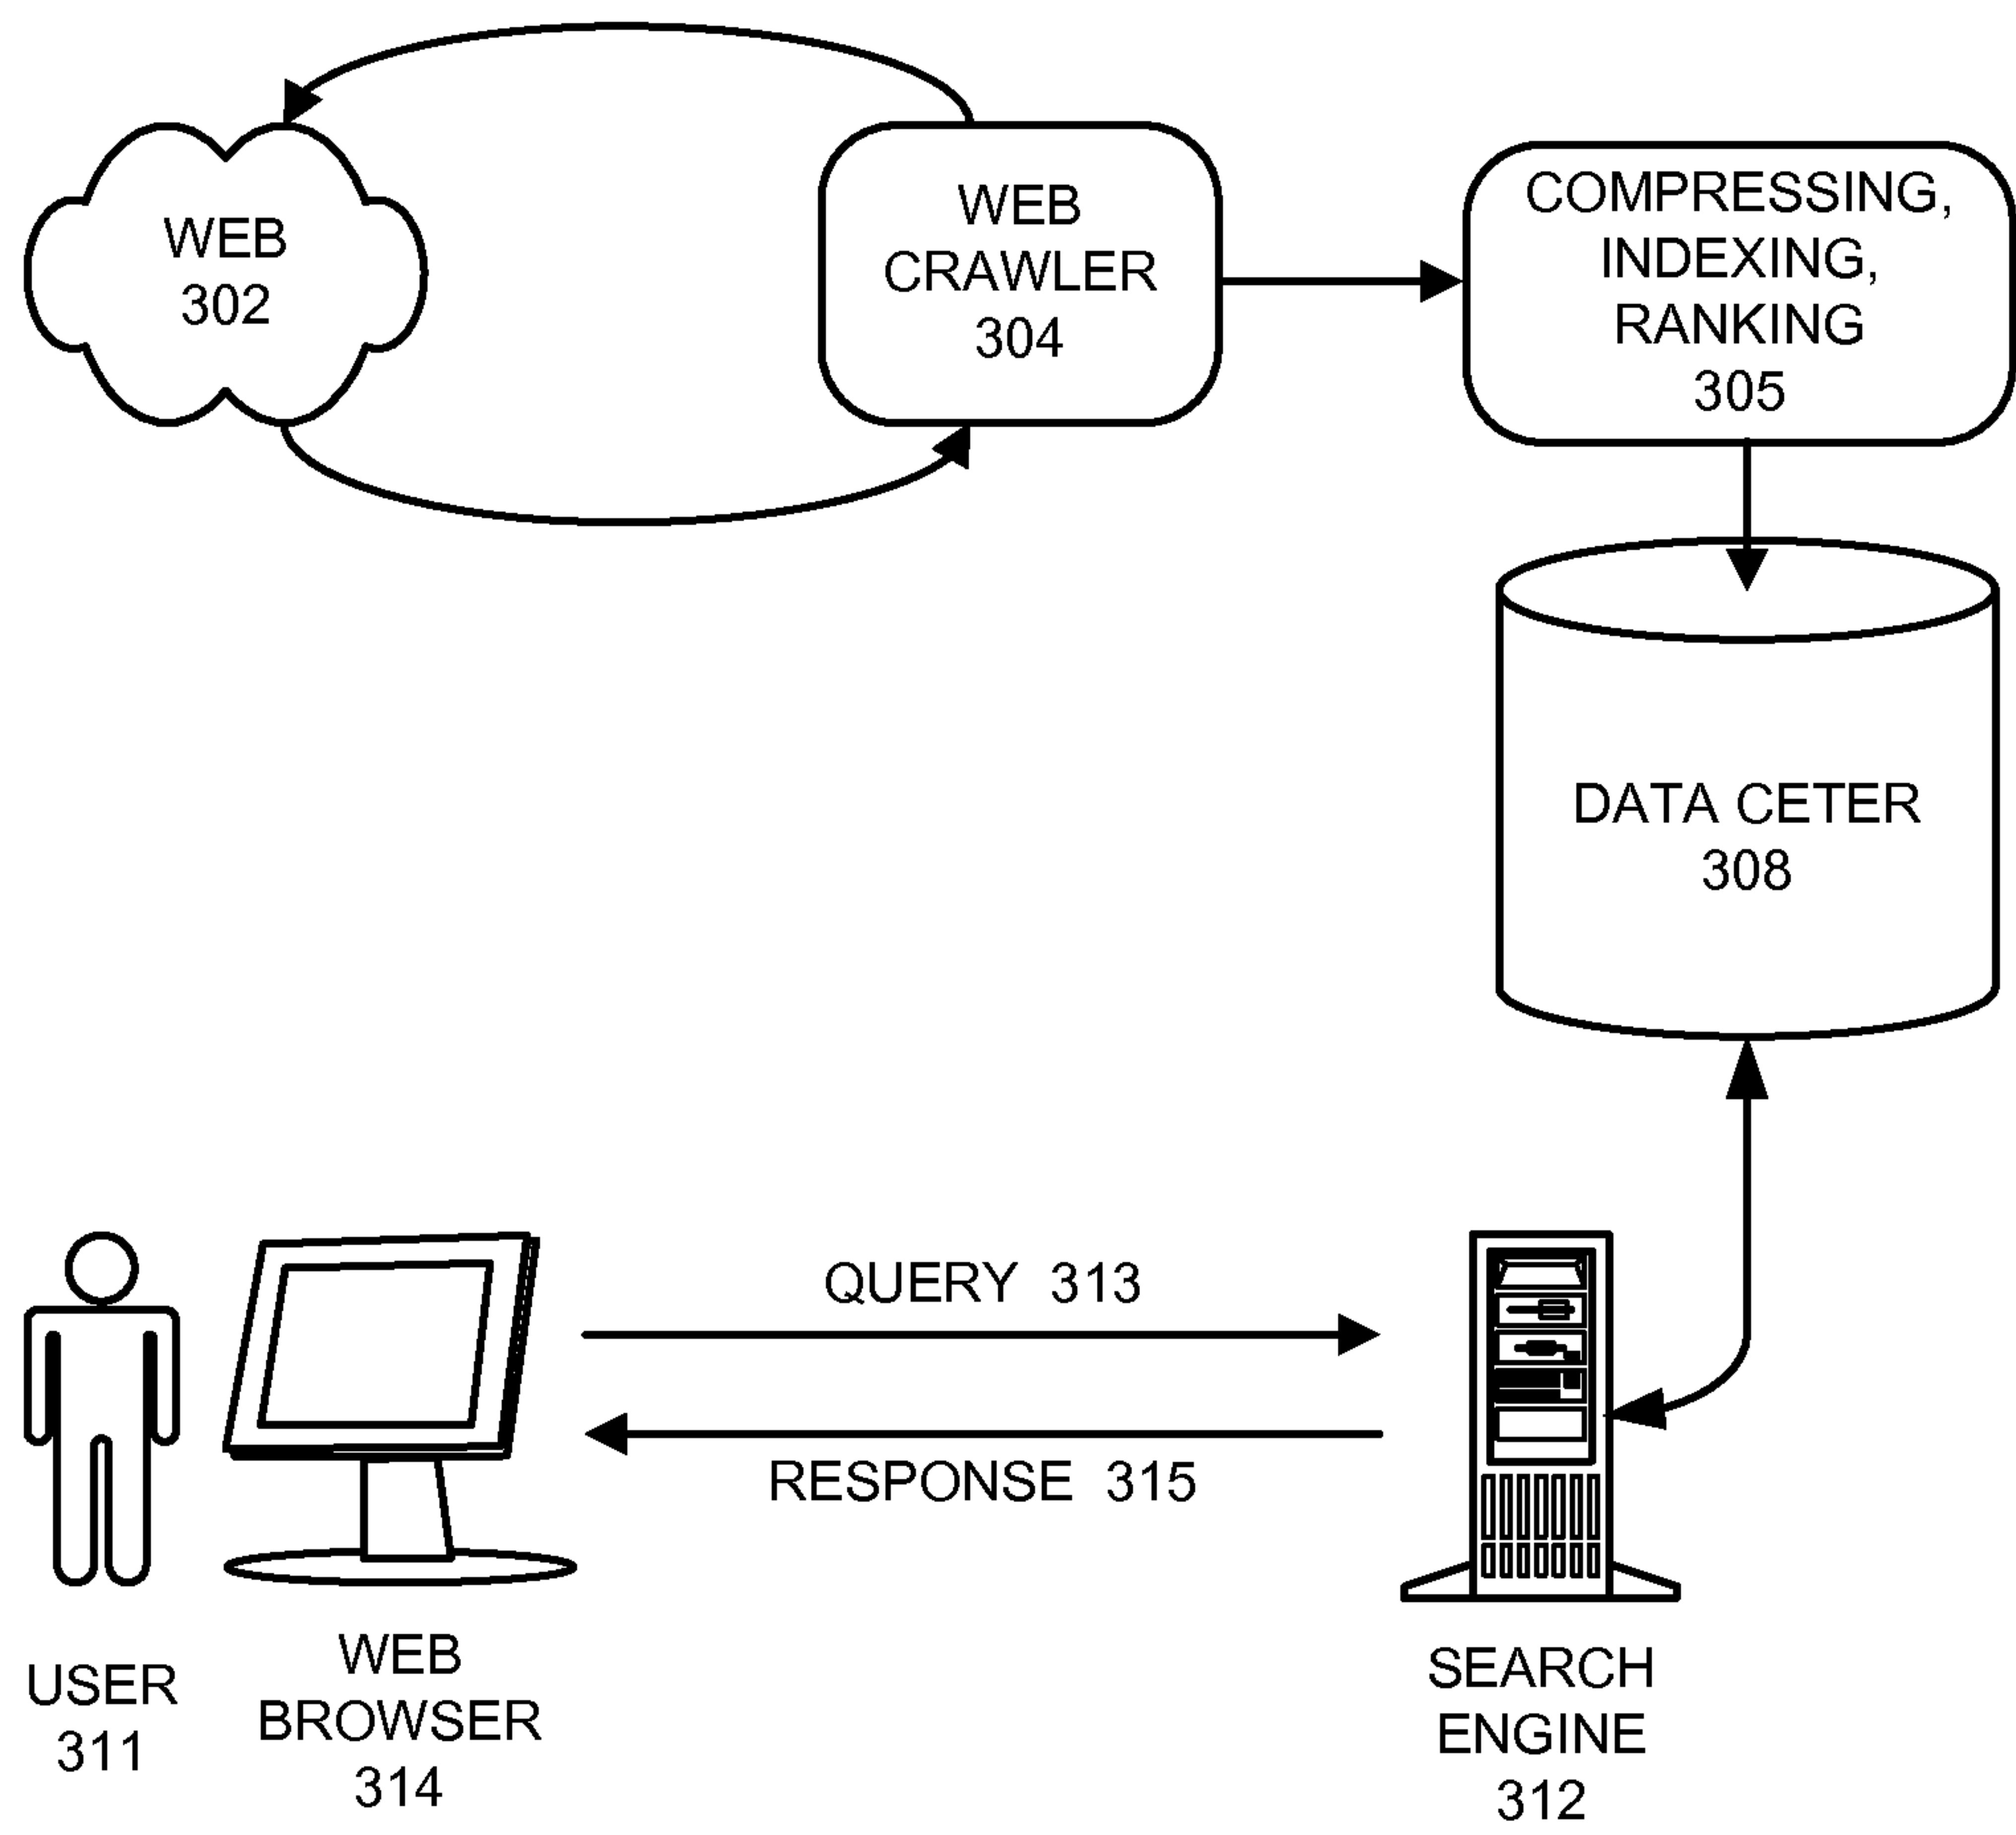 WEB
302
WEB
CRAWLER
304
COMPRESSING,
INDEXING,
RANKING
305
DATA CETER
308
QUERY 313
RESPONSE 315
USER
311
WEB
BROWSER
314
SEARCH
ENGINE
312